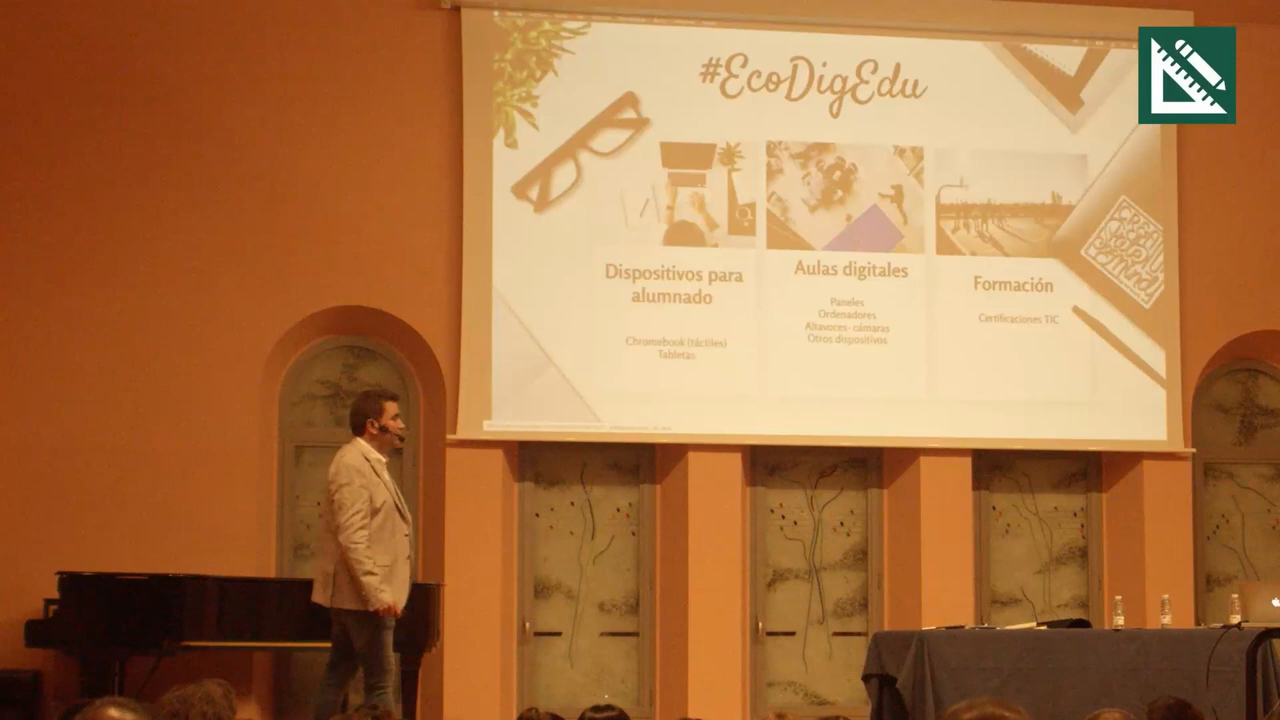 #EcoDigEdu
Dispositivos para
alumnado
Chromebook (táctiles)
Tabletas
Aulas digitales
Paneles
Ordenadores
Altavoces- cámaras
Otros dispositivos
Formación
Certificaciones TIC